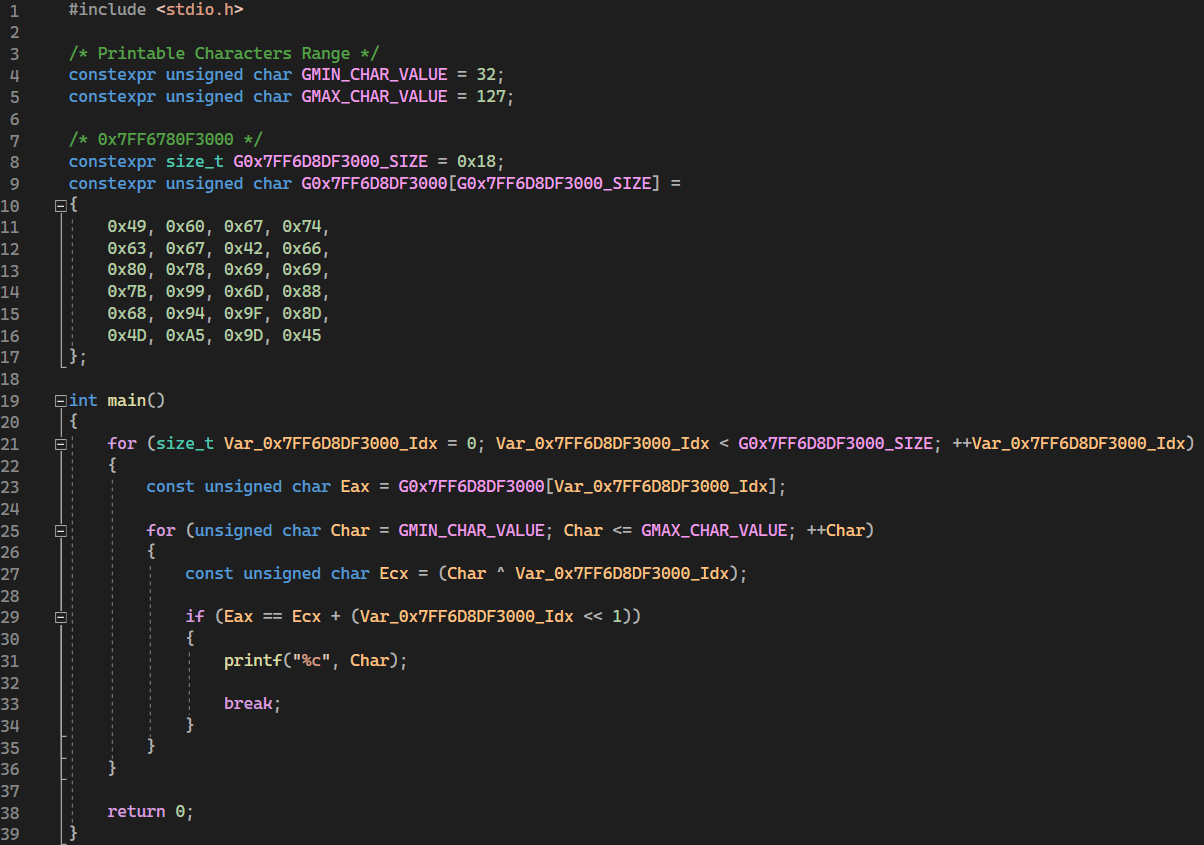 1 #include <stdio.h>
2
3 /* Printable Characters Range */
4 constexpr unsigned char GMIN_CHAR_VALUE = 32;
5 constexpr unsigned char GMAX_CHAR_VALUE = 127;
6
7 /* 0x7FF6780F3000 */
8 constexpr size_t G0x7FF6D8DF3000_SIZE = 0x18;
9 constexpr unsigned char G0x7FF6D8DF3000[G0x7FF6D8DF3000_SIZE] =
10 {
11     0x49, 0x60, 0x67, 0x74,
12     0x63, 0x67, 0x42, 0x66,
13     0x80, 0x78, 0x69, 0x69,
14     0x7B, 0x99, 0x6D, 0x88,
15     0x68, 0x94, 0x9F, 0x8D,
16     0x4D, 0xA5, 0x9D, 0x45
17 };
18
19 int main()
20 {
21     for (size_t Var_0x7FF6D8DF3000_Idx = 0; Var_0x7FF6D8DF3000_Idx < G0x7FF6D8DF3000_SIZE; ++Var_0x7FF6D8DF3000_Idx)
22     {
23         const unsigned char Eax = G0x7FF6D8DF3000[Var_0x7FF6D8DF3000_Idx];
24
25         for (unsigned char Char = GMIN_CHAR_VALUE; Char <= GMAX_CHAR_VALUE; ++Char)
26         {
27             const unsigned char Ecx = (Char ^ Var_0x7FF6D8DF3000_Idx);
28
29             if (Eax == Ecx + (Var_0x7FF6D8DF3000_Idx << 1))
30             {
31                 printf("%c", Char);
32
33                 break;
34             }
35         }
36     }
37
38     return 0;
39 }